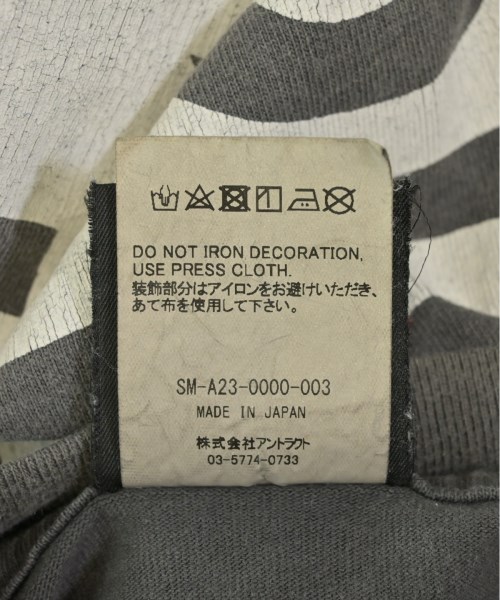 DO NOT IRON DECORATION,
USE PRESS CLOTH.
装飾部分はアイロンをお避けいただき、
あて布を使用して下さい。
SM-A23-0000-003
MADE IN JAPAN
株式会社アントラクト
03-5774-0733